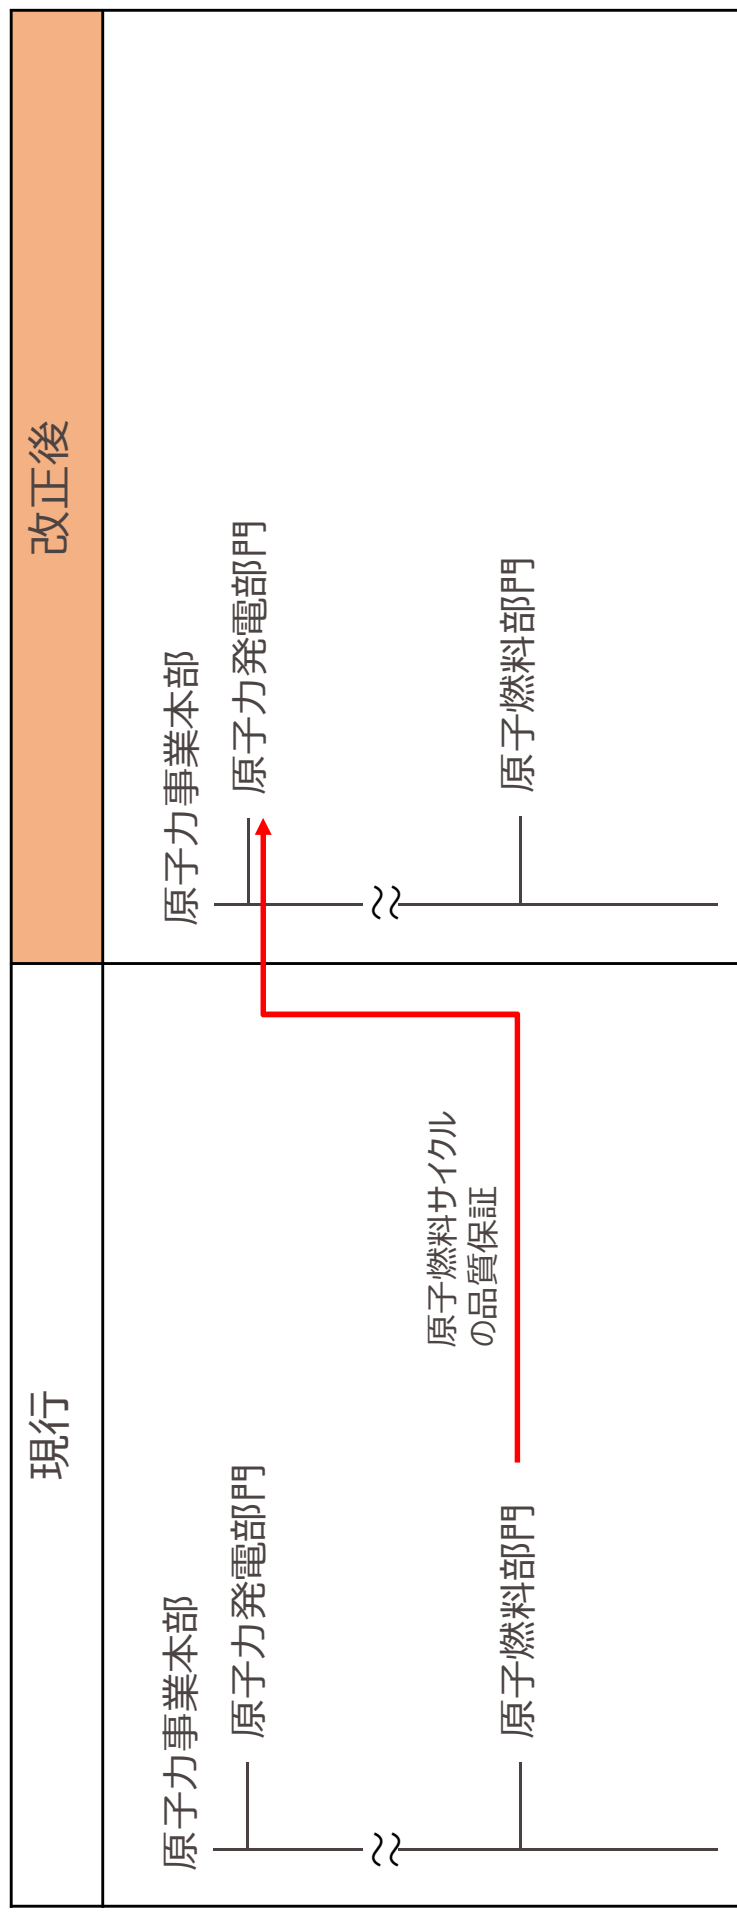 現行
原子力事業本部
原子力発電部門
原子燃料サイクル
の品質保証
原子燃料部門
改正後
原子力事業本部
原子力発電部門
原子燃料部門